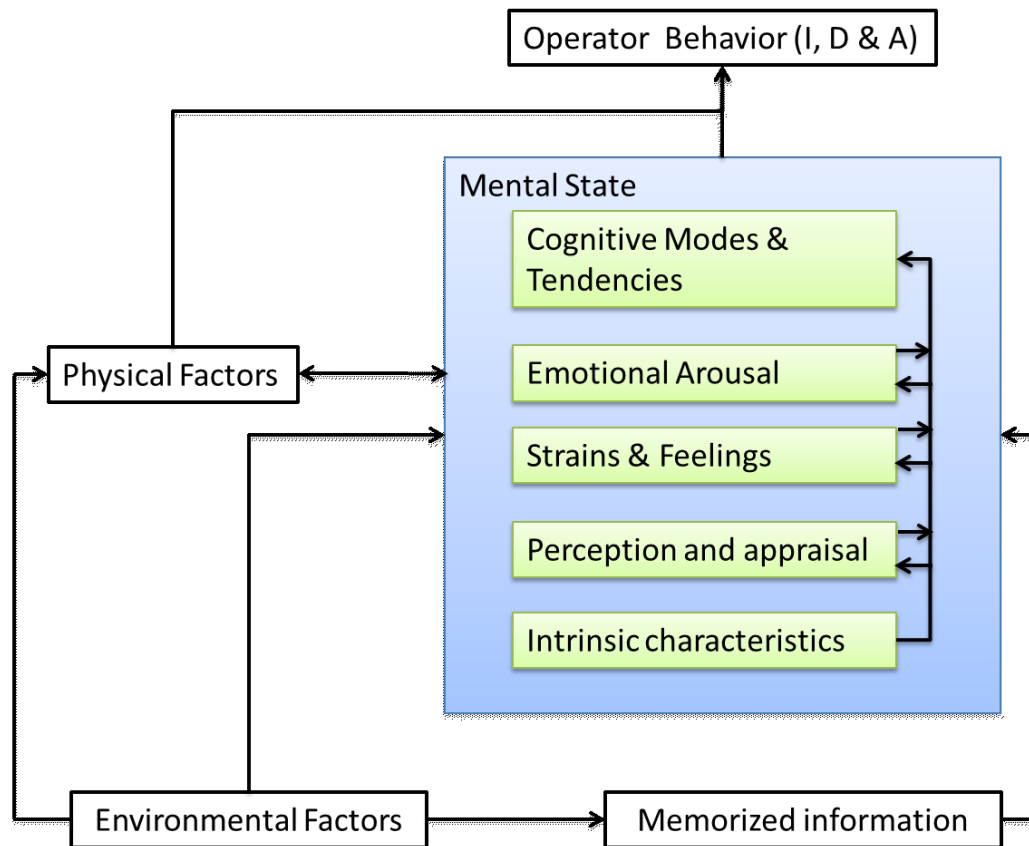 Operator Behavior (I, D & A)
Mental State
Cognitive Modes &
Tendencies
Emotional Arousal
Physical Factors
Strains & Feelings
Perception and appraisal
Intrinsic characteristics
Environmental Factors
Memorized information